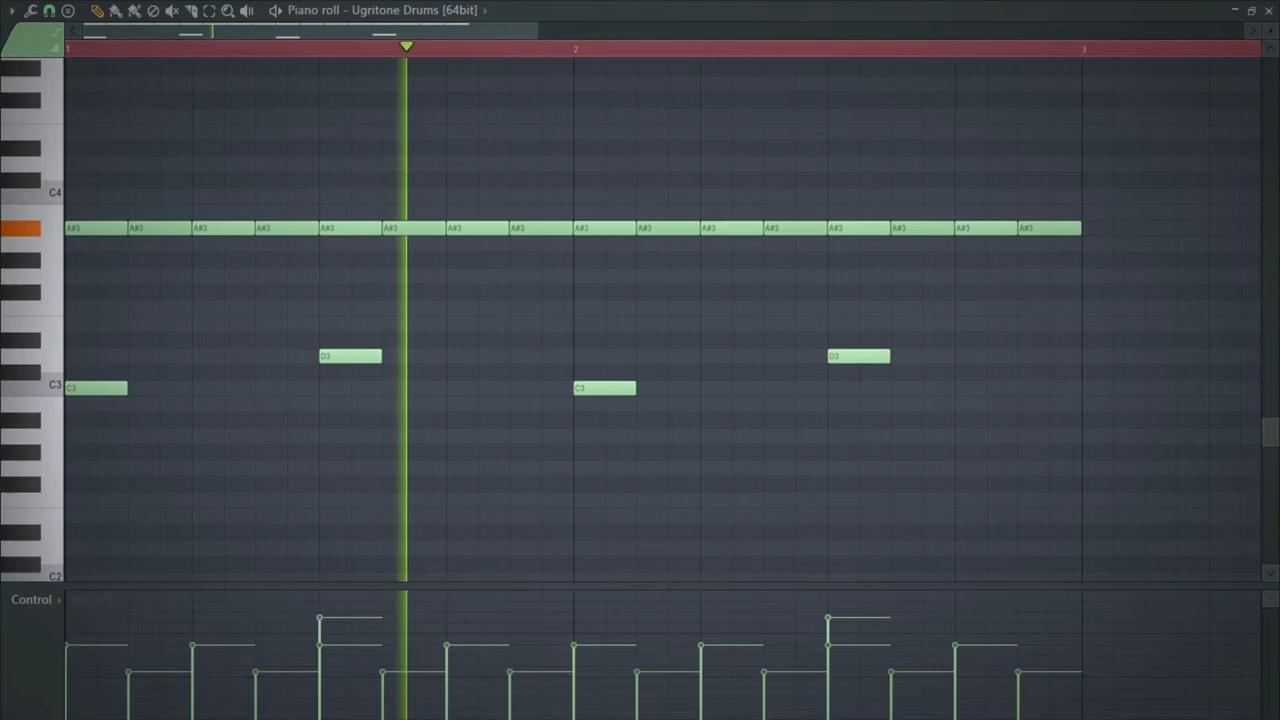 Piano roll - Ugritone Drums [64bit]
1 2 3
C4
A#3 A#3 A#3 A#3 A#3 A#3 A#3 A#3 A#3 A#3 A#3 A#3 A#3 A#3 A#3 A#3
D3 D3
C3 C3 C3
C2
Control